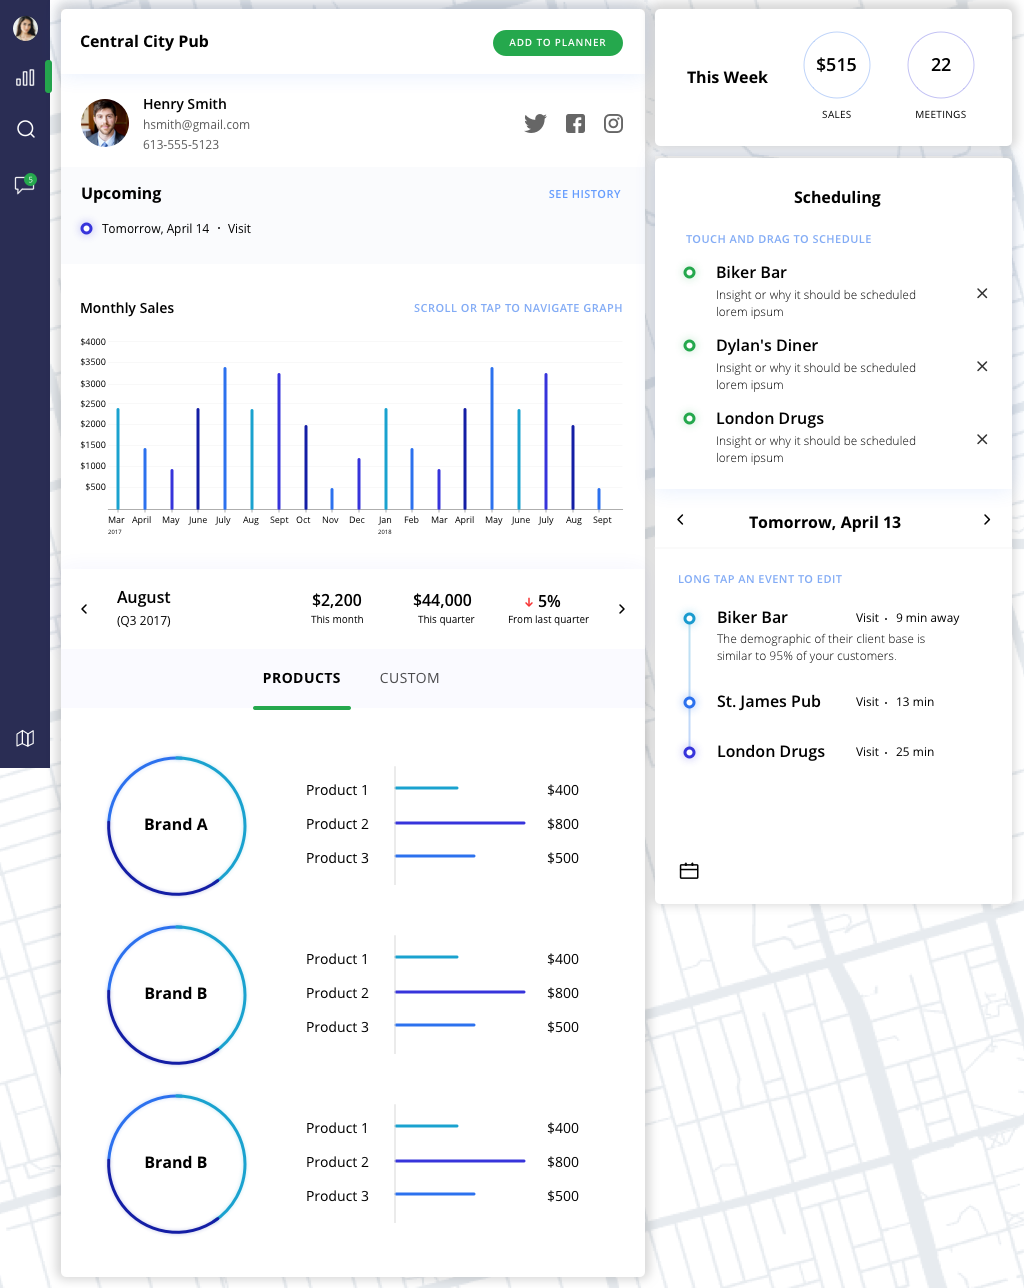 5
Central City Pub
ADD TO PLANNER
Henry Smith
hsmith@gmail.com
613-555-5123
Upcoming
SEE HISTORY
Tomorrow, April 14 · Visit
Monthly Sales
SCROLL OR TAP TO NAVIGATE GRAPH
$4000
$3500
$3000
$2500
$2000
$1500
$1000
$500
Mar April May June July Aug Sept Oct Nov Dec Jan Feb Mar April May June July Aug Sept
2017 2018
August
(Q3 2017)
$2,200
This month
$44,000
This quarter
5%
From last quarter
PRODUCTS
CUSTOM
Brand A
Product 1 $400
Product 2 $800
Product 3 $500
Brand B
Product 1 $400
Product 2 $800
Product 3 $500
Brand B
Product 1 $400
Product 2 $800
Product 3 $500
This Week
$515
SALES
22
MEETINGS
Scheduling
TOUCH AND DRAG TO SCHEDULE
Biker Bar
Insight or why it should be scheduled
lorem ipsum
Dylan's Diner
Insight or why it should be scheduled
lorem ipsum
London Drugs
Insight or why it should be scheduled
lorem ipsum
Tomorrow, April 13
LONG TAP AN EVENT TO EDIT
Biker Bar Visit · 9 min away
The demographic of their client base is
similar to 95% of your customers.
St. James Pub Visit · 13 min
London Drugs Visit · 25 min